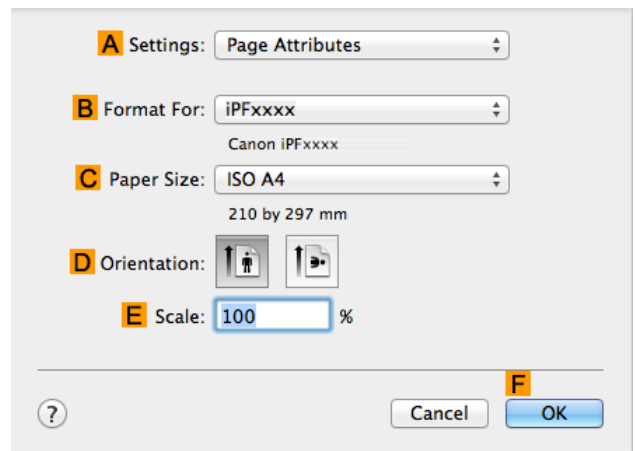 A Settings: Page Attributes
B Format For: iPFxxxx
Canon iPFxxxx
C Paper Size: ISO A4
210 by 297 mm
D Orientation:
E Scale: 100 %
F
? Cancel OK